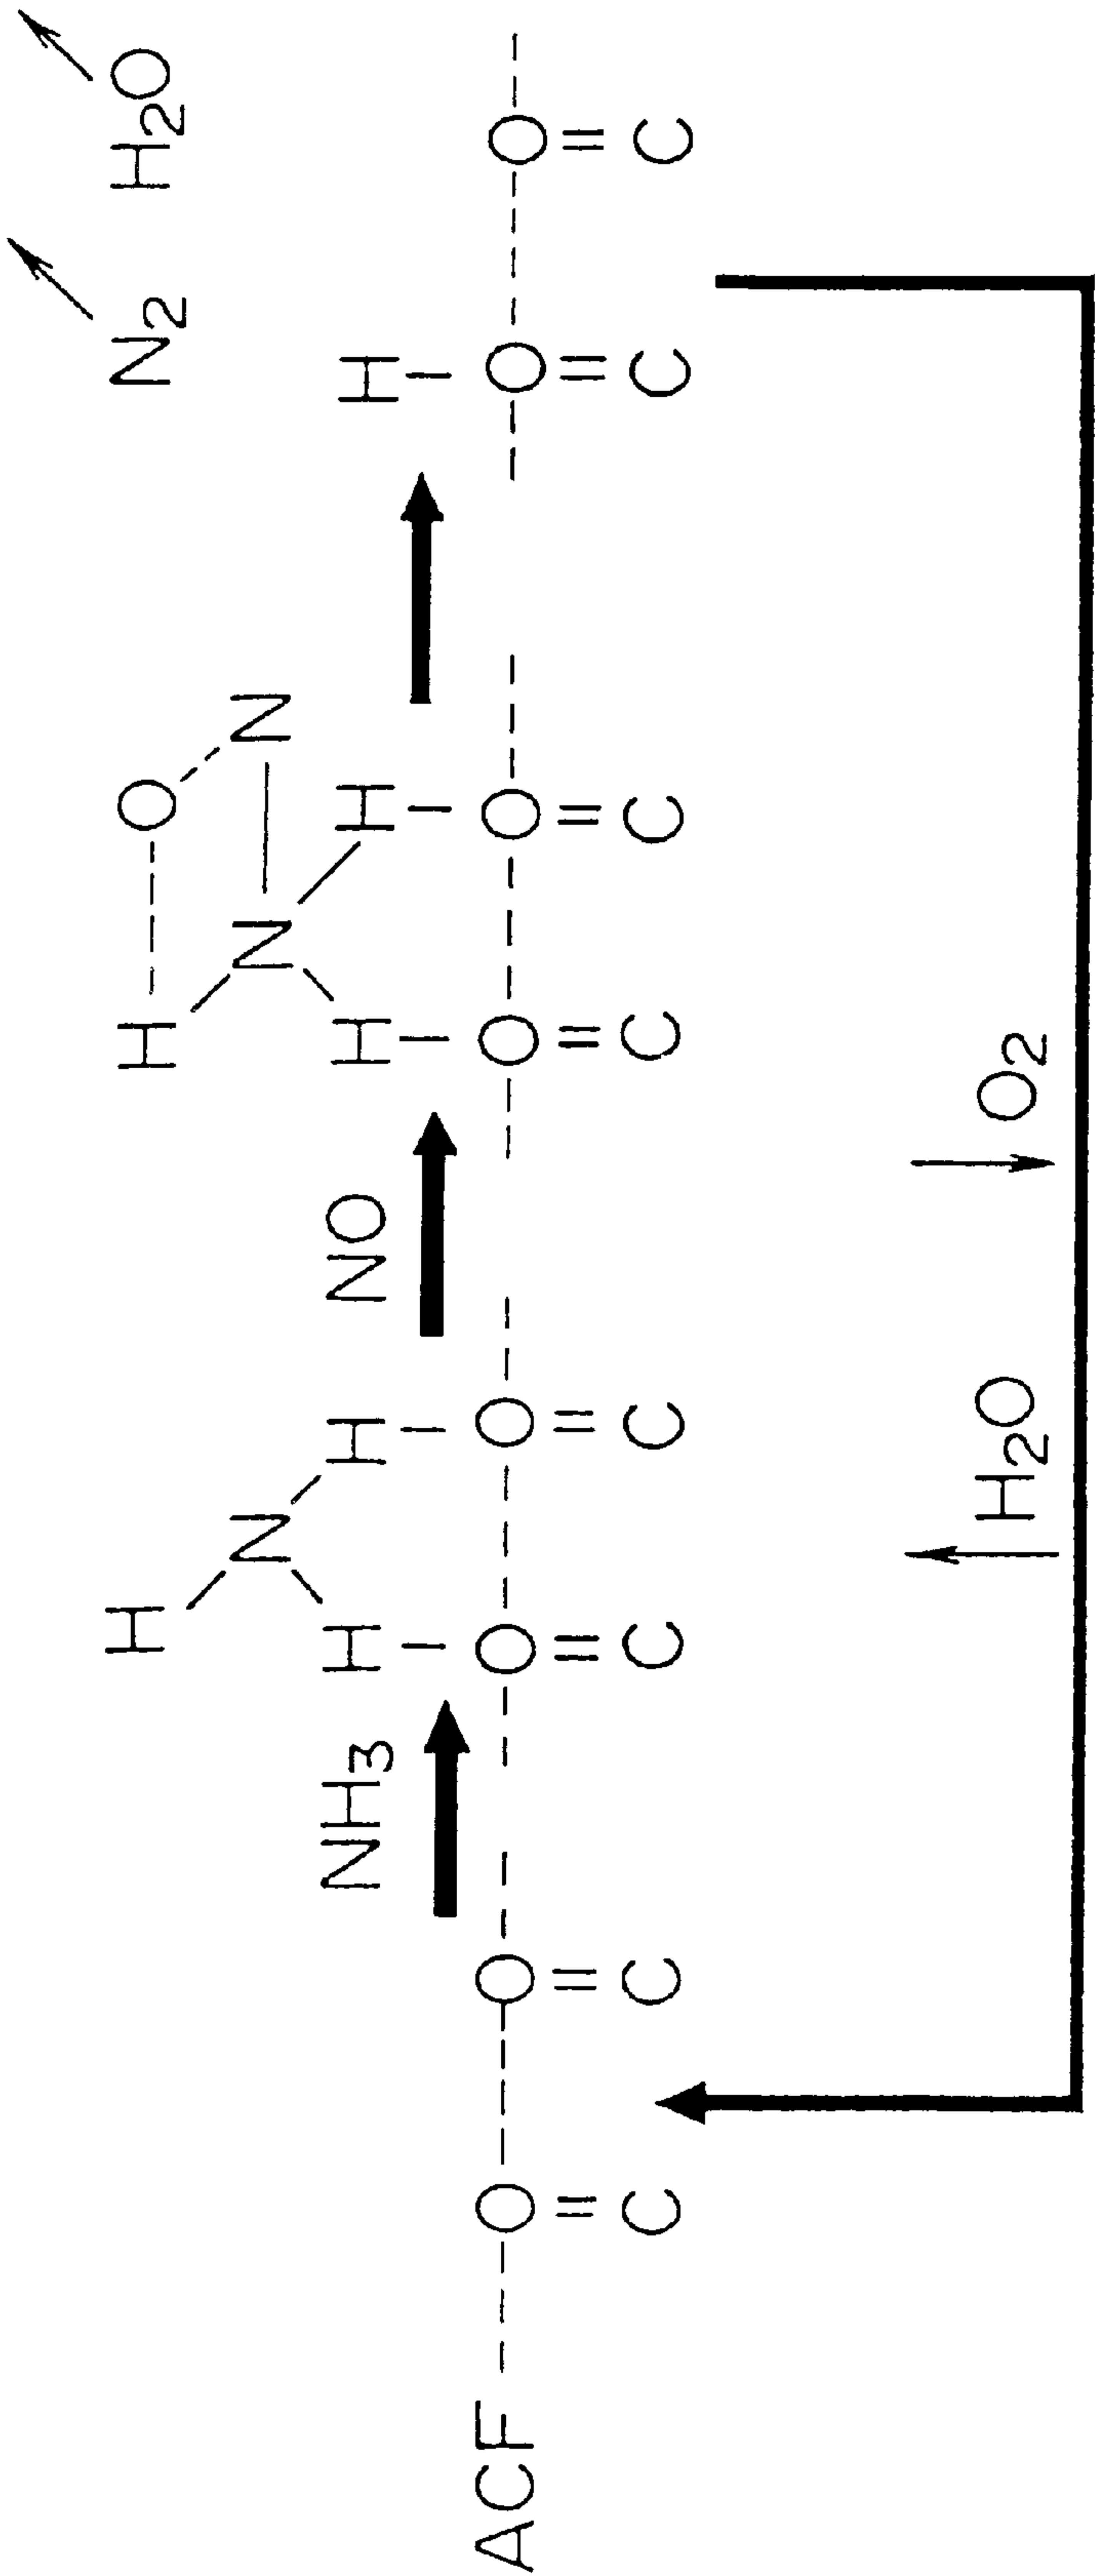 H H O N₂ H₂O
N N N
NH₃ H H NO H H H
ACF O O O O O O O O
C C C C C C C C
H₂O O₂